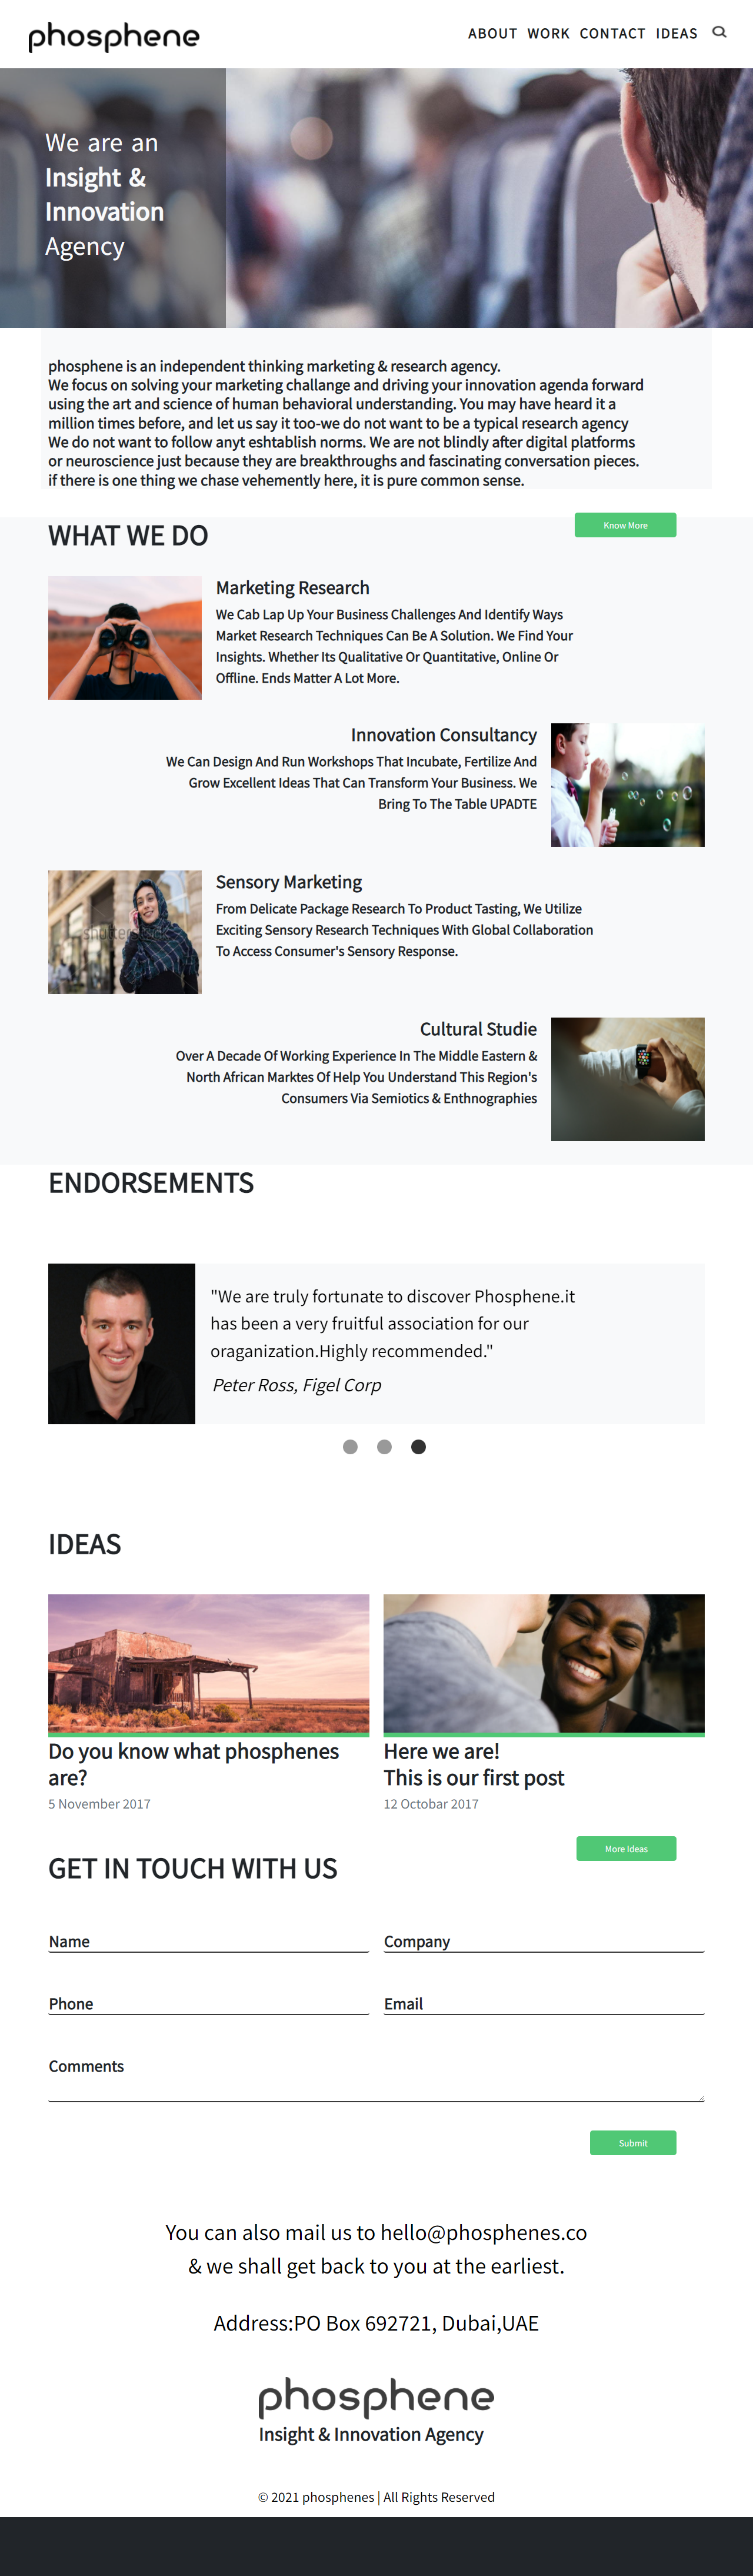 phosphene
ABOUT WORK CONTACT IDEAS
We are an
Insight &
Innovation
Agency
phosphene is an independent thinking marketing & research agency.
We focus on solving your marketing challange and driving your innovation agenda forward
using the art and science of human behavioral understanding. You may have heard it a
million times before, and let us say it too-we do not want to be a typical research agency
We do not want to follow anyt eshtablish norms. We are not blindly after digital platforms
or neuroscience just because they are breakthroughs and fascinating conversation pieces.
if there is one thing we chase vehemently here, it is pure common sense.
Know More
WHAT WE DO
Marketing Research
We Cab Lap Up Your Business Challenges And Identify Ways
Market Research Techniques Can Be A Solution. We Find Your
Insights. Whether Its Qualitative Or Quantitative, Online Or
Offline. Ends Matter A Lot More.
Innovation Consultancy
We Can Design And Run Workshops That Incubate, Fertilize And
Grow Excellent Ideas That Can Transform Your Business. We
Bring To The Table UPADTE
Sensory Marketing
From Delicate Package Research To Product Tasting, We Utilize
Exciting Sensory Research Techniques With Global Collaboration
To Access Consumer's Sensory Response.
Cultural Studie
Over A Decade Of Working Experience In The Middle Eastern &
North African Marktes Of Help You Understand This Region's
Consumers Via Semiotics & Enthnographies
ENDORSEMENTS
"We are truly fortunate to discover Phosphene.it
has been a very fruitful association for our
oraganization.Highly recommended."
Peter Ross, Figel Corp
IDEAS
Do you know what phosphenes
are?
5 November 2017
Here we are!
This is our first post
12 Octobar 2017
More Ideas
GET IN TOUCH WITH US
Name
Company
Phone
Email
Comments
Submit
You can also mail us to hello@phosphenes.co
& we shall get back to you at the earliest.
Address:PO Box 692721, Dubai,UAE
phosphene
Insight & Innovation Agency
© 2021 phosphenes | All Rights Reserved